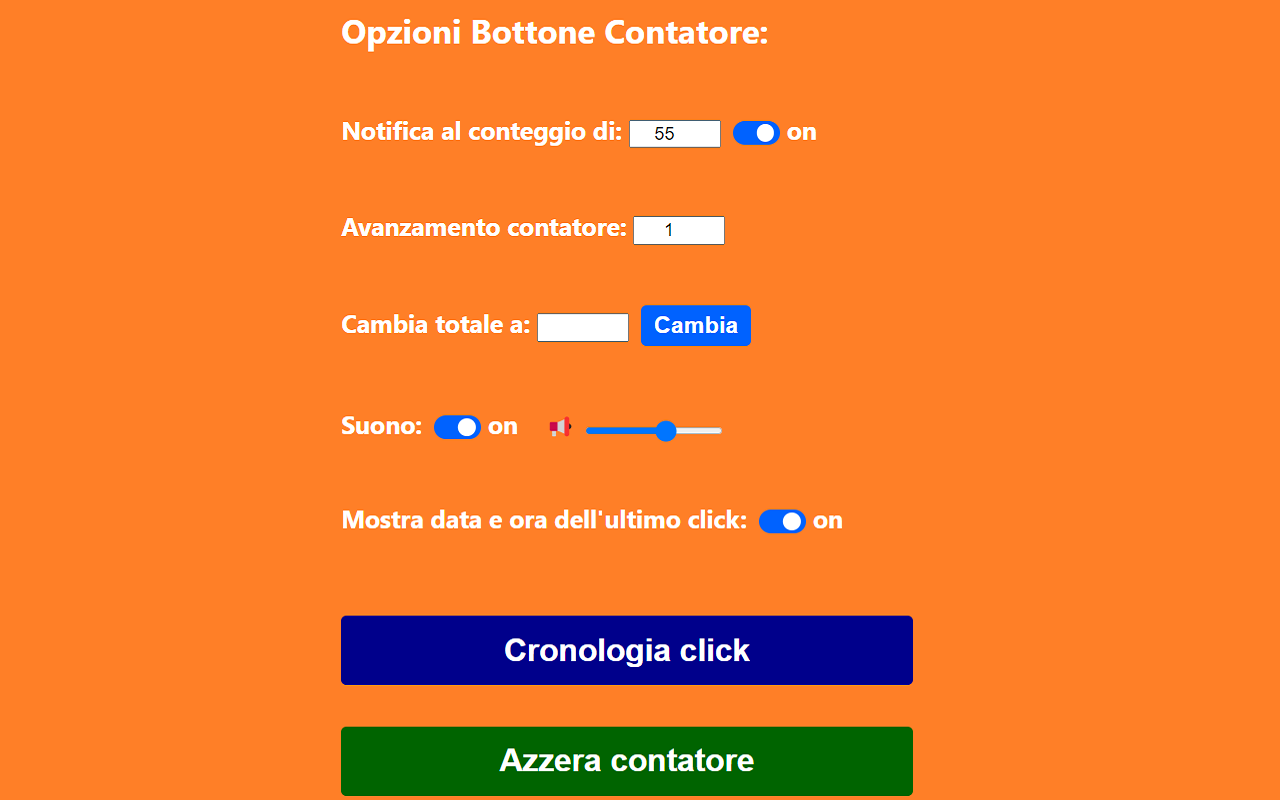 Opzioni Bottone Contatore:
Notifica al conteggio di: 55 on
Avanzamento contatore: 1
Cambia totale a: Cambia
Suono: on
Mostra data e ora dell'ultimo click: on
Cronologia click
Azzera contatore